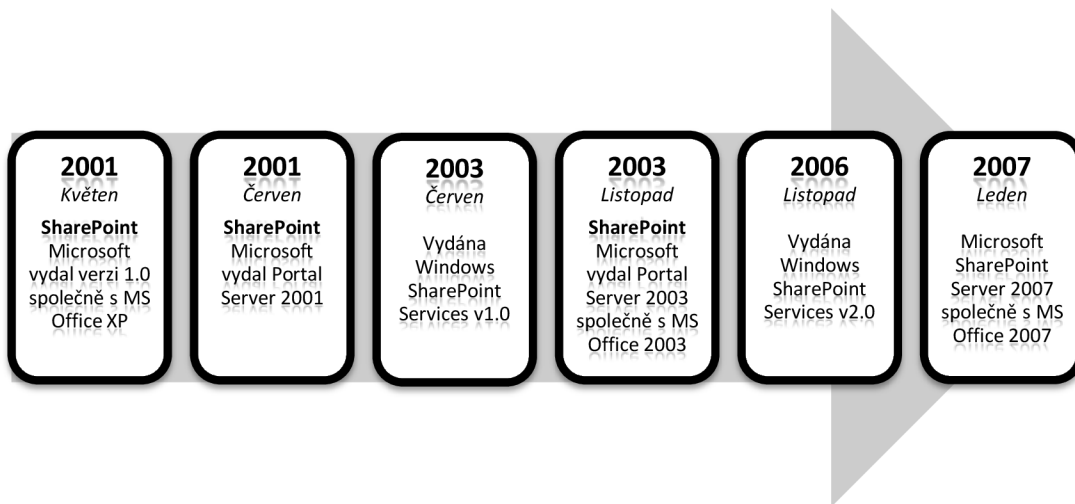 2001
Květen
SharePoint
Microsoft
vydal verzi 1.0
společně s MS
Office XP
2001
Červen
SharePoint
Microsoft
vydal Portal
Server 2001
2003
Červen
Vydána
Windows
SharePoint
Services v1.0
2003
Listopad
SharePoint
Microsoft
vydal Portal
Server 2003
společně s MS
Office 2003
2006
Listopad
Vydána
Windows
SharePoint
Services v2.0
2007
Leden
Microsoft
SharePoint
Server 2007
společně s MS
Office 2007